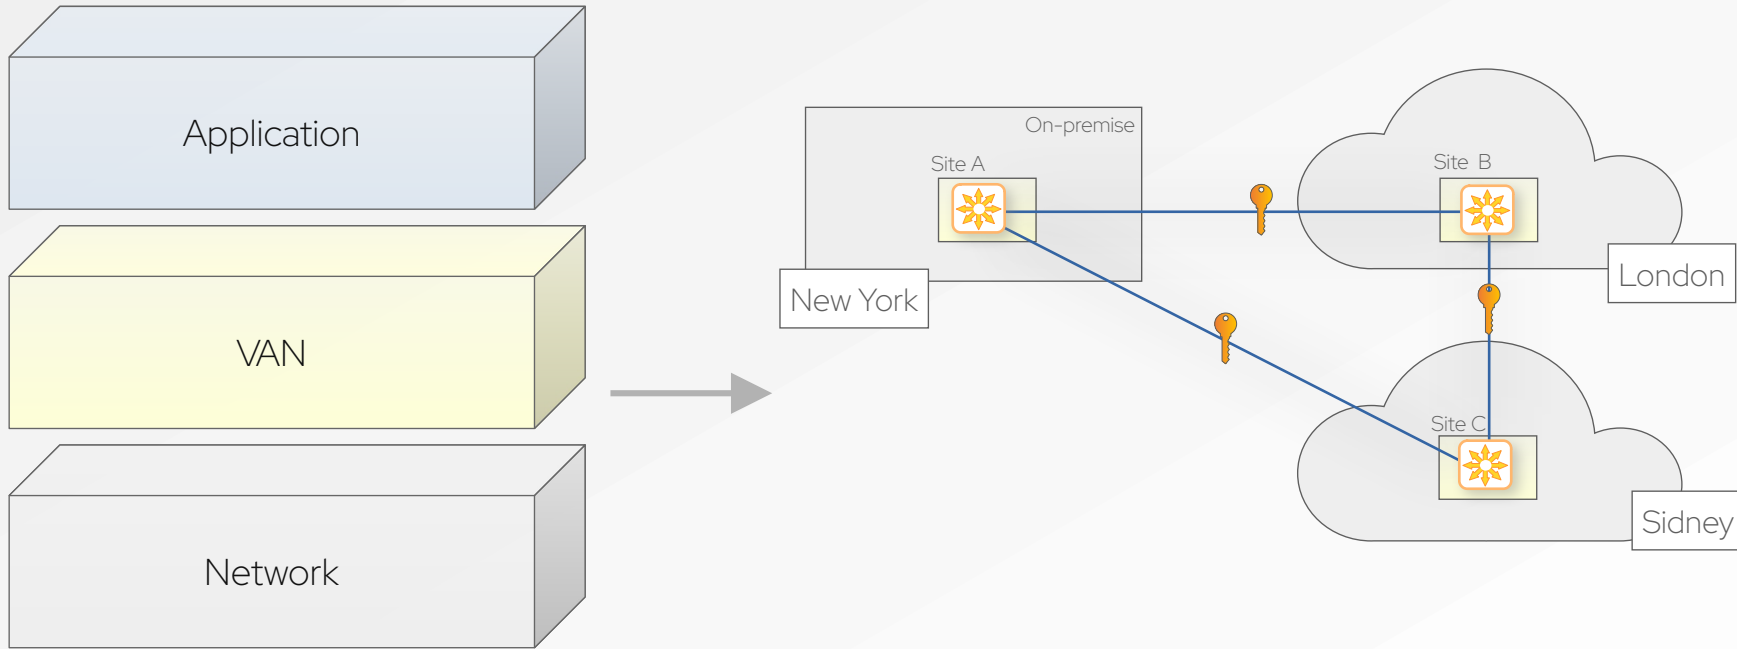 Application
VAN
Network
On-premise
Site A
New York
Site B
London
Site C
Sidney